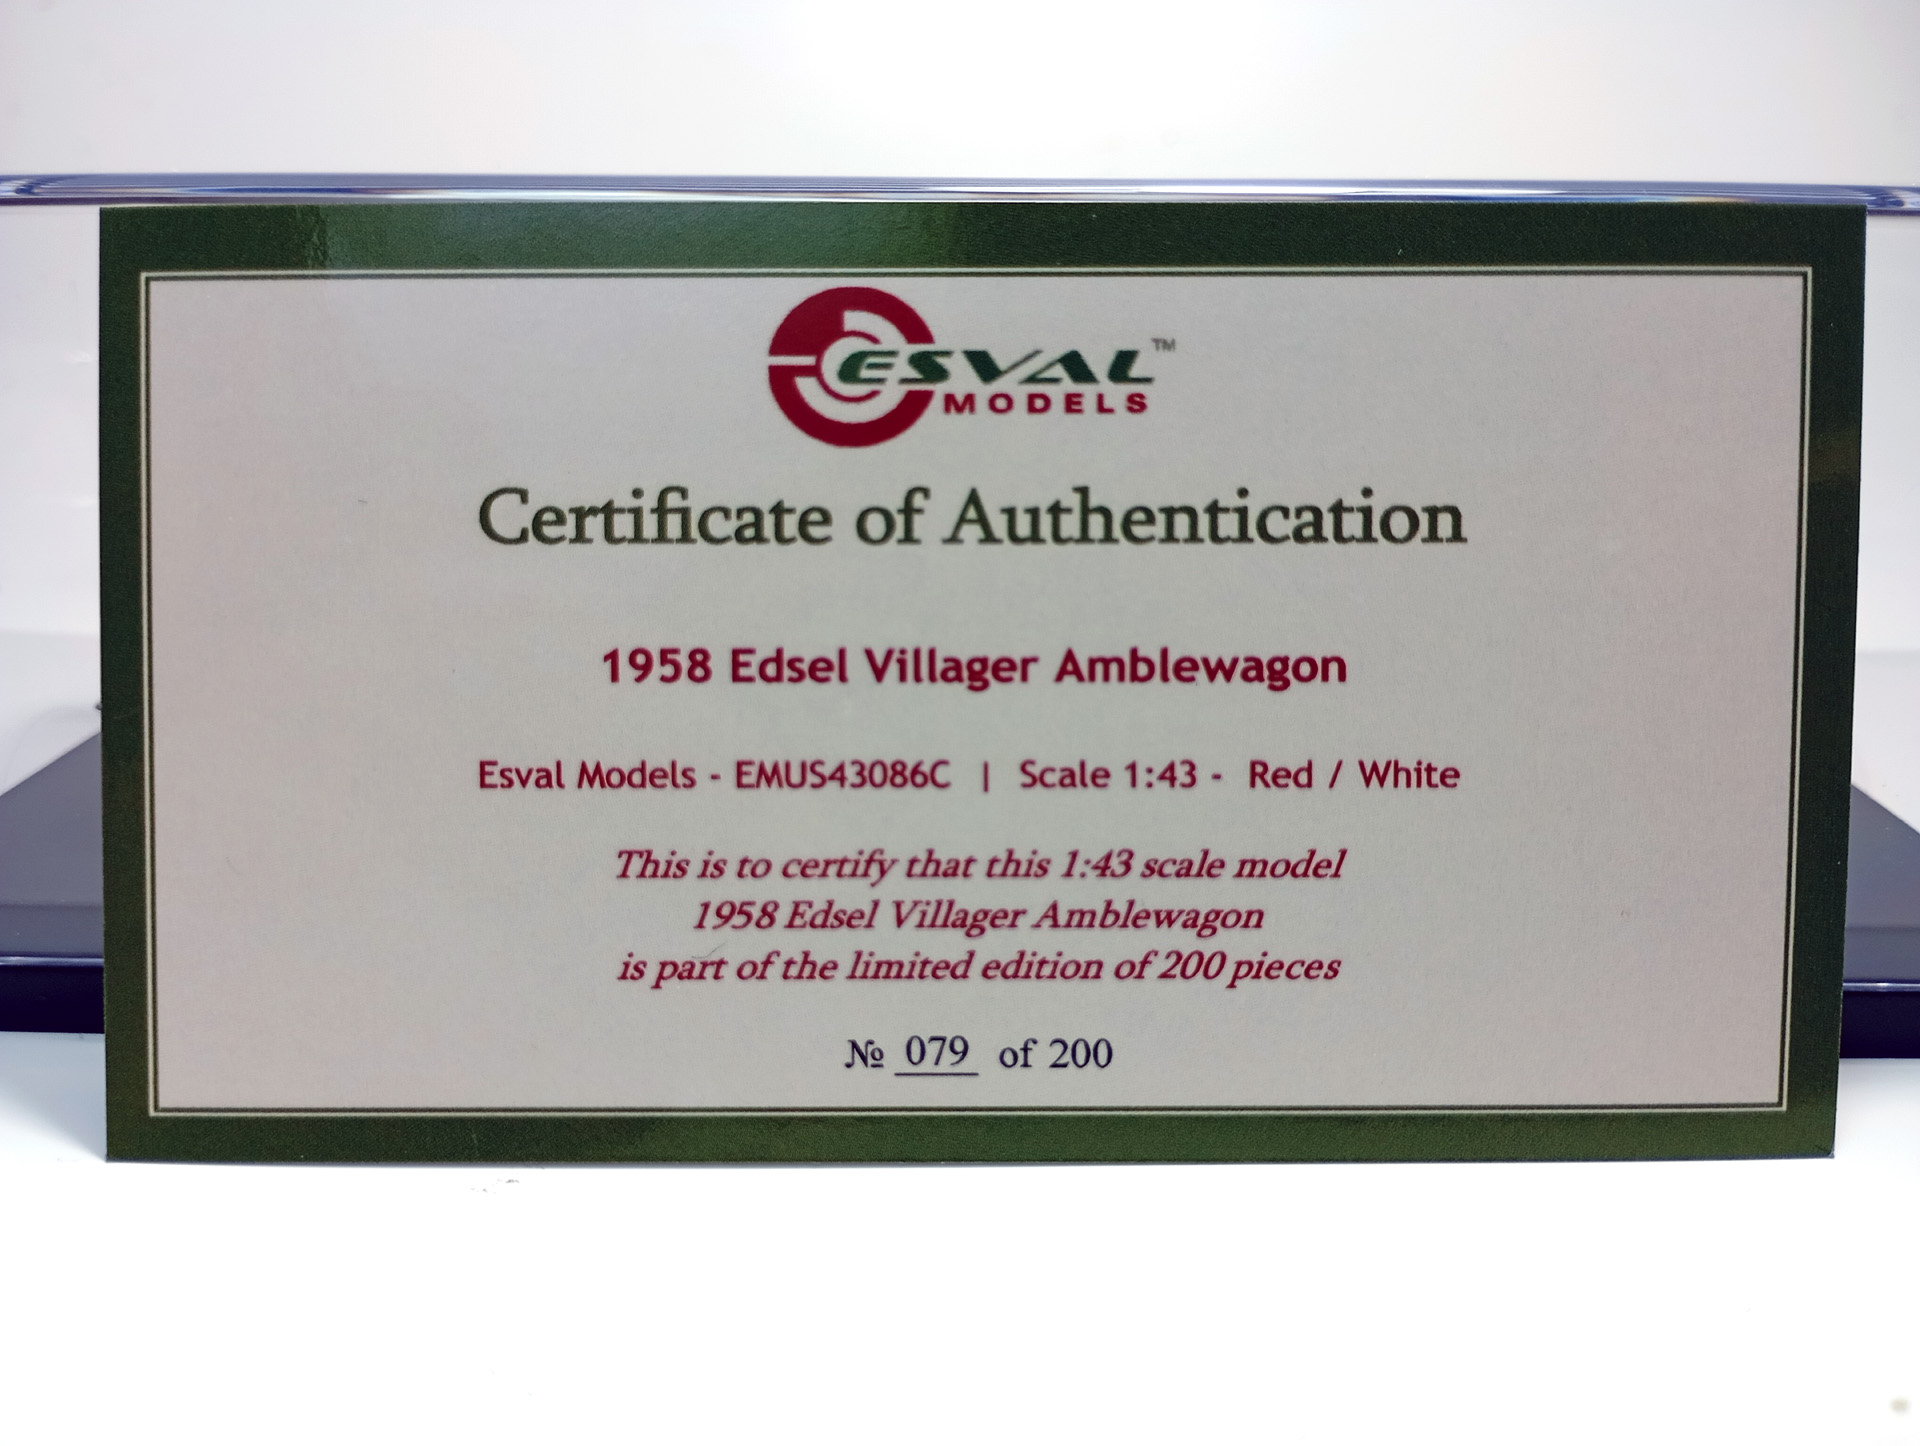 ESVAL™
MODELS
Certificate of Authentication
1958 Edsel Villager Amblewagon
Esval Models - EMUS43086C | Scale 1:43 - Red / White
This is to certify that this 1:43 scale model
1958 Edsel Villager Amblewagon
is part of the limited edition of 200 pieces
№ 079 of 200